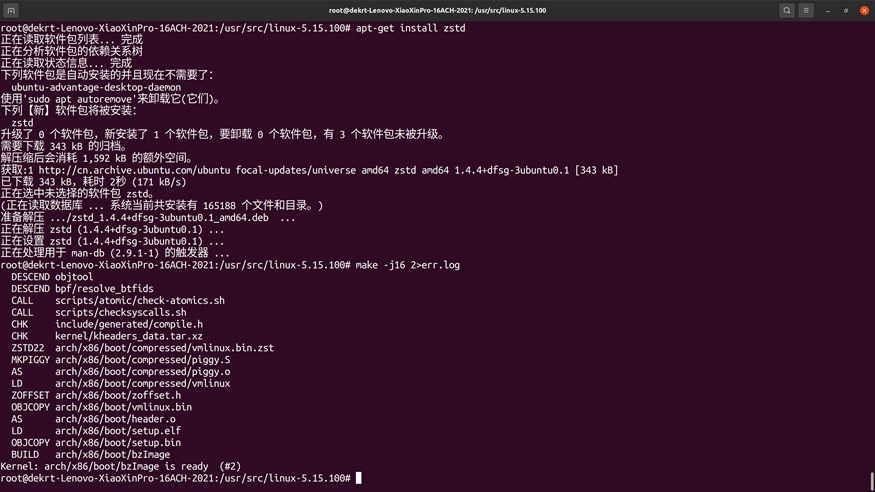 root@dekrt-Lenovo-XiaoXinPro-16ACH-2021: /usr/src/linux-5.15.100
root@dekrt-Lenovo-XiaoXinPro-16ACH-2021:/usr/src/linux-5.15.100# apt-get install zstd
正在读取软件包列表... 完成
正在分析软件包的依赖关系树
正在读取状态信息... 完成
下列软件包是自动安装的并且现在不需要了：
  ubuntu-advantage-desktop-daemon
使用'sudo apt autoremove'来卸载它(它们)。
下列【新】软件包将被安装：
  zstd
升级了 0 个软件包，新安装了 1 个软件包，要卸载 0 个软件包，有 3 个软件包未被升级。
需要下载 343 kB 的归档。
解压缩后会消耗 1,592 kB 的额外空间。
获取:1 http://cn.archive.ubuntu.com/ubuntu focal-updates/universe amd64 zstd amd64 1.4.4+dfsg-3ubuntu0.1 [343 kB]
已下载 343 kB，耗时 2秒 (171 kB/s)
正在选中未选择的软件包 zstd。
(正在读取数据库 ... 系统当前共安装有 165188 个文件和目录。)
准备解压 .../zstd_1.4.4+dfsg-3ubuntu0.1_amd64.deb  ...
正在解压 zstd (1.4.4+dfsg-3ubuntu0.1) ...
正在设置 zstd (1.4.4+dfsg-3ubuntu0.1) ...
正在处理用于 man-db (2.9.1-1) 的触发器 ...
root@dekrt-Lenovo-XiaoXinPro-16ACH-2021:/usr/src/linux-5.15.100# make -j16 2>err.log
  DESCEND objtool
  DESCEND bpf/resolve_btfids
  CALL    scripts/atomic/check-atomics.sh
  CALL    scripts/checksyscalls.sh
  CHK     include/generated/compile.h
  CHK     kernel/kheaders_data.tar.xz
  ZSTD22  arch/x86/boot/compressed/vmlinux.bin.zst
  MKPIGGY arch/x86/boot/compressed/piggy.S
  AS      arch/x86/boot/compressed/piggy.o
  LD      arch/x86/boot/compressed/vmlinux
  ZOFFSET arch/x86/boot/zoffset.h
  OBJCOPY arch/x86/boot/vmlinux.bin
  AS      arch/x86/boot/header.o
  LD      arch/x86/boot/setup.elf
  OBJCOPY arch/x86/boot/setup.bin
  BUILD   arch/x86/boot/bzImage
Kernel: arch/x86/boot/bzImage is ready  (#2)
root@dekrt-Lenovo-XiaoXinPro-16ACH-2021:/usr/src/linux-5.15.100#